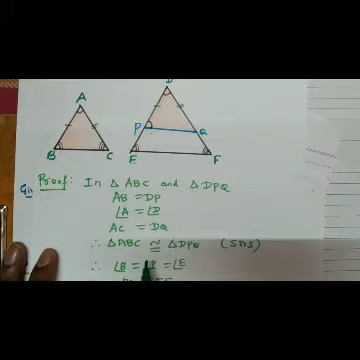 D
A
P Q
B C
E F
Proof: In △ ABC and △ DPQ
AB = DP
∠A = ∠D
AC = DQ
∴ △ABC ≅ △DPQ (SAS)
∴ ∠B = ∠P = ∠E